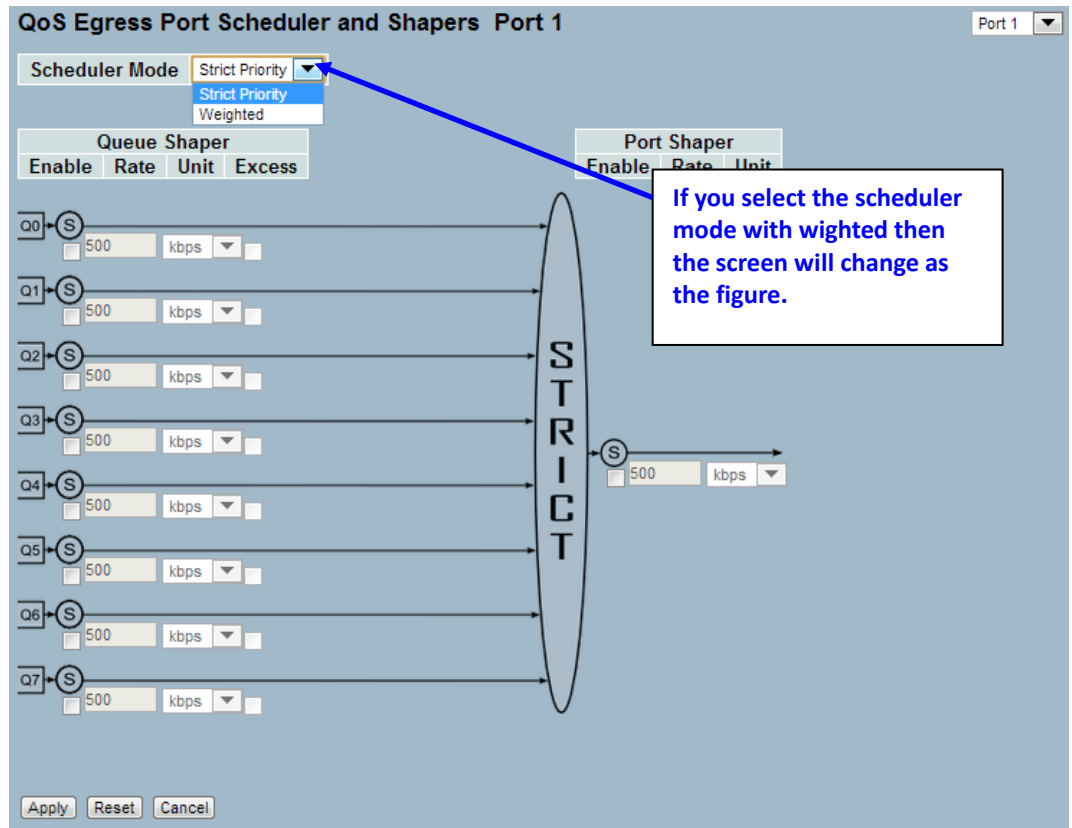 QoS Egress Port Scheduler and Shapers Port 1
Port 1
Scheduler Mode Strict Priority
Strict Priority
Weighted
Queue Shaper
Enable Rate Unit Excess
Port Shaper
Enable Rate Unit
If you select the scheduler
mode with wighted then
the screen will change as
the figure.
Q0 S
500 kbps
Q1 S
500 kbps
Q2 S
500 kbps
Q3 S
500 kbps
Q4 S
500 kbps
Q5 S
500 kbps
Q6 S
500 kbps
Q7 S
500 kbps
STRICT
S
500 kbps
Apply Reset Cancel